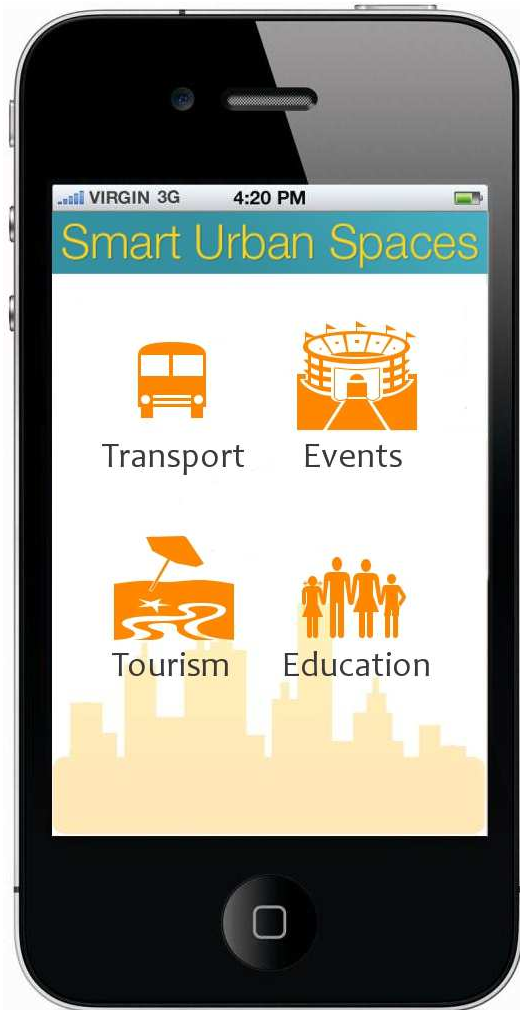 VIRGIN 3G 4:20 PM
Smart Urban Spaces
Transport Events
Tourism Education